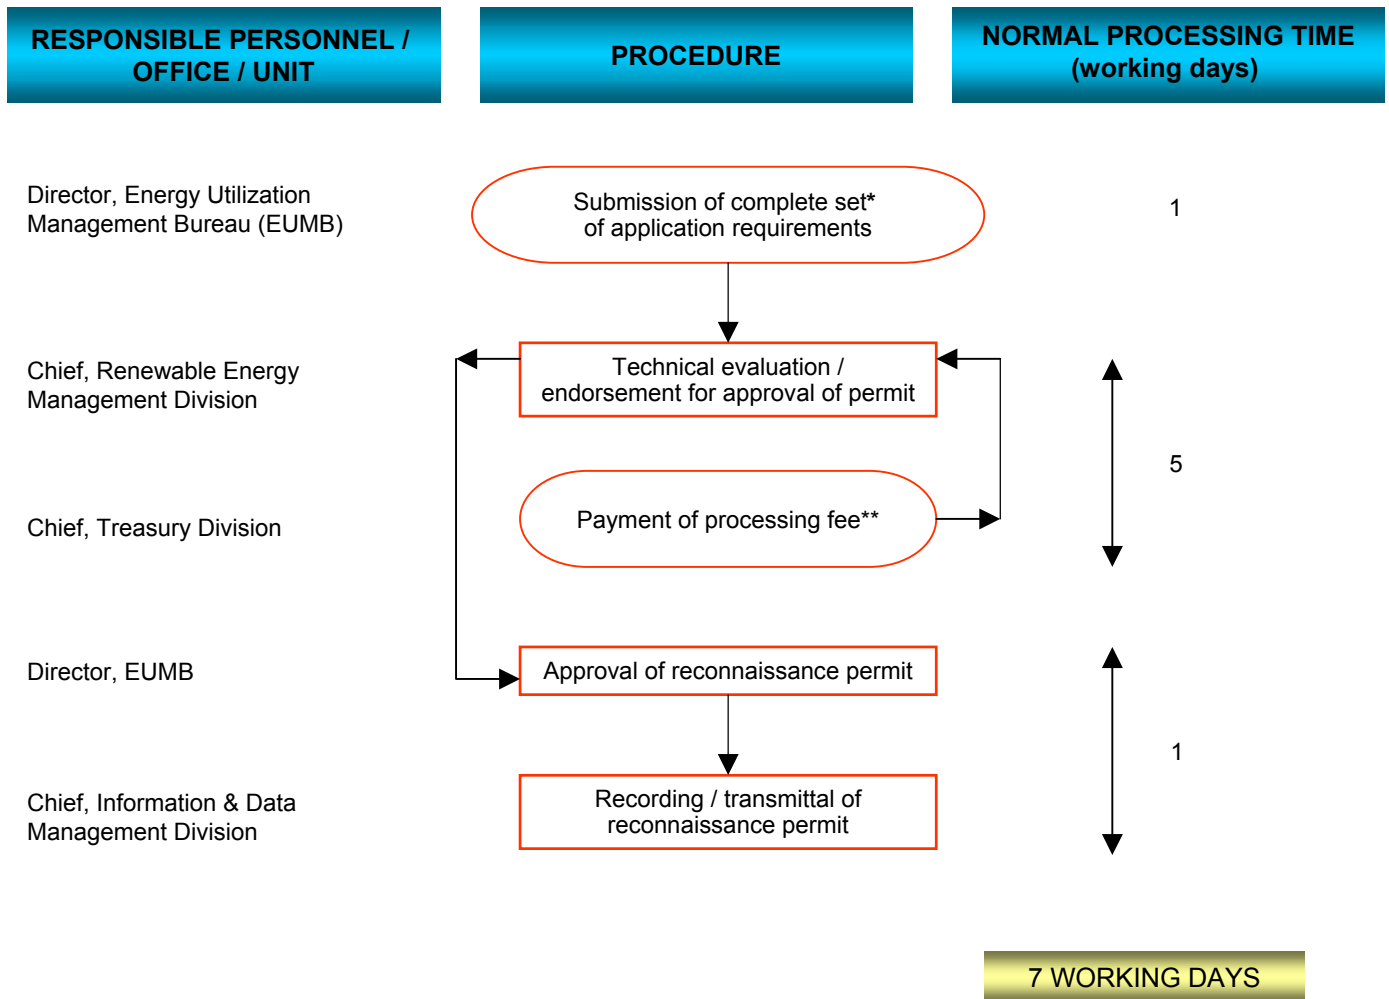 RESPONSIBLE PERSONNEL /
OFFICE / UNIT
PROCEDURE
NORMAL PROCESSING TIME
(working days)
Director, Energy Utilization
Management Bureau (EUMB)
Submission of complete set*
of application requirements
1
Chief, Renewable Energy
Management Division
Technical evaluation /
endorsement for approval of permit
5
Chief, Treasury Division
Payment of processing fee**
Director, EUMB
Approval of reconnaissance permit
1
Chief, Information & Data
Management Division
Recording / transmittal of
reconnaissance permit
7 WORKING DAYS